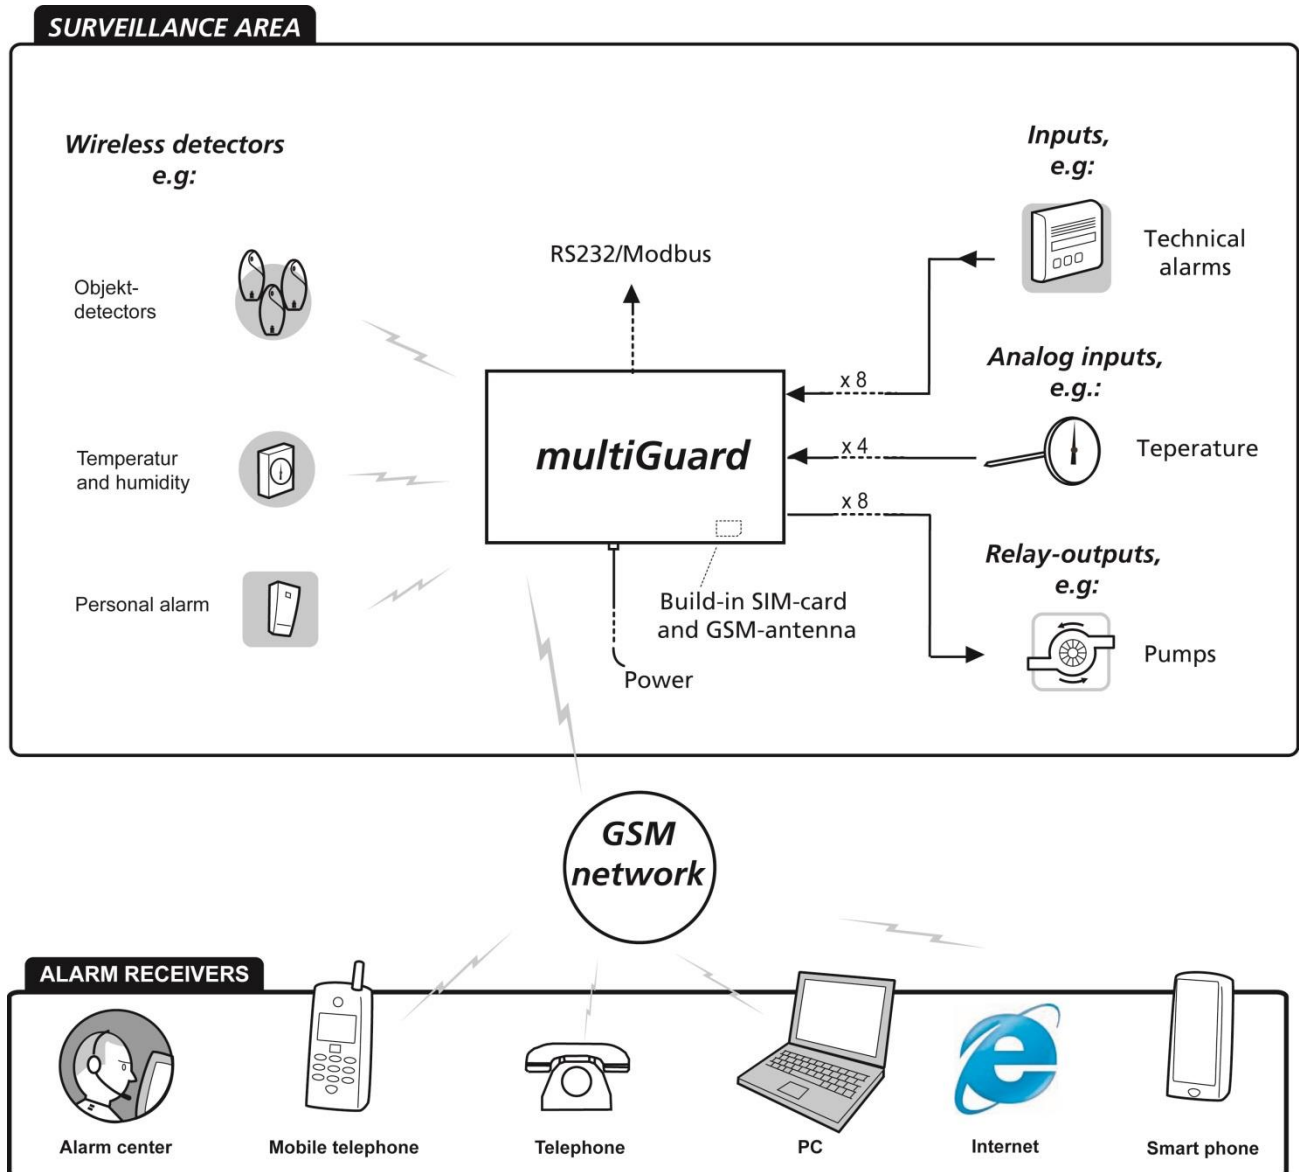 SURVEILLANCE AREA
Wireless detectors
e.g:
Objekt-
detectors
Temperatur
and humidity
Personal alarm
RS232/Modbus
multiGuard
Build-in SIM-card
and GSM-antenna
Power
x 8
x 4
x 8
Inputs,
e.g:
Technical
alarms
Analog inputs,
e.g.:
Teperature
Relay-outputs,
e.g:
Pumps
GSM
network
ALARM RECEIVERS
Alarm center
Mobile telephone
Telephone
PC
Internet
Smart phone